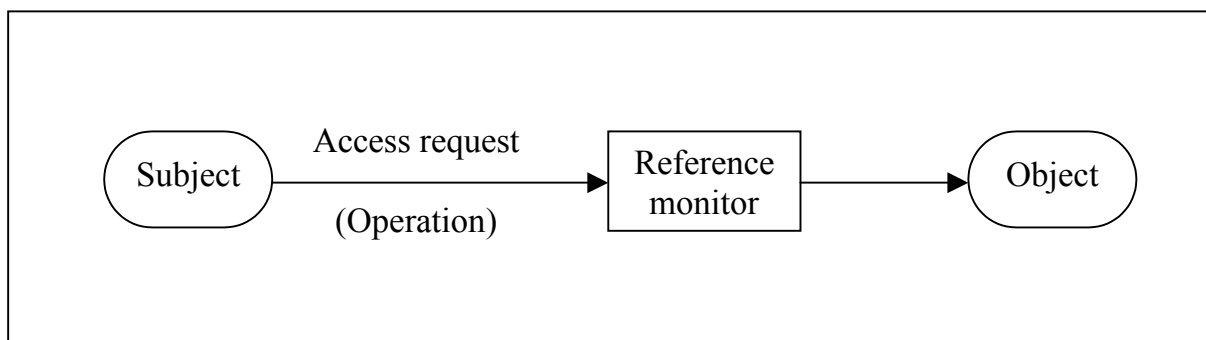 Subject
Access request
(Operation)
Reference
monitor
Object